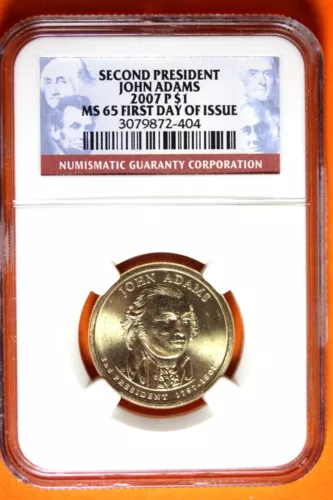 SECOND PRESIDENT
JOHN ADAMS
2007 P $1
MS 65 FIRST DAY OF ISSUE
3079872-404
NUMISMATIC GUARANTY CORPORATION
JOHN ADAMS
2nd PRESIDENT 1797-1801